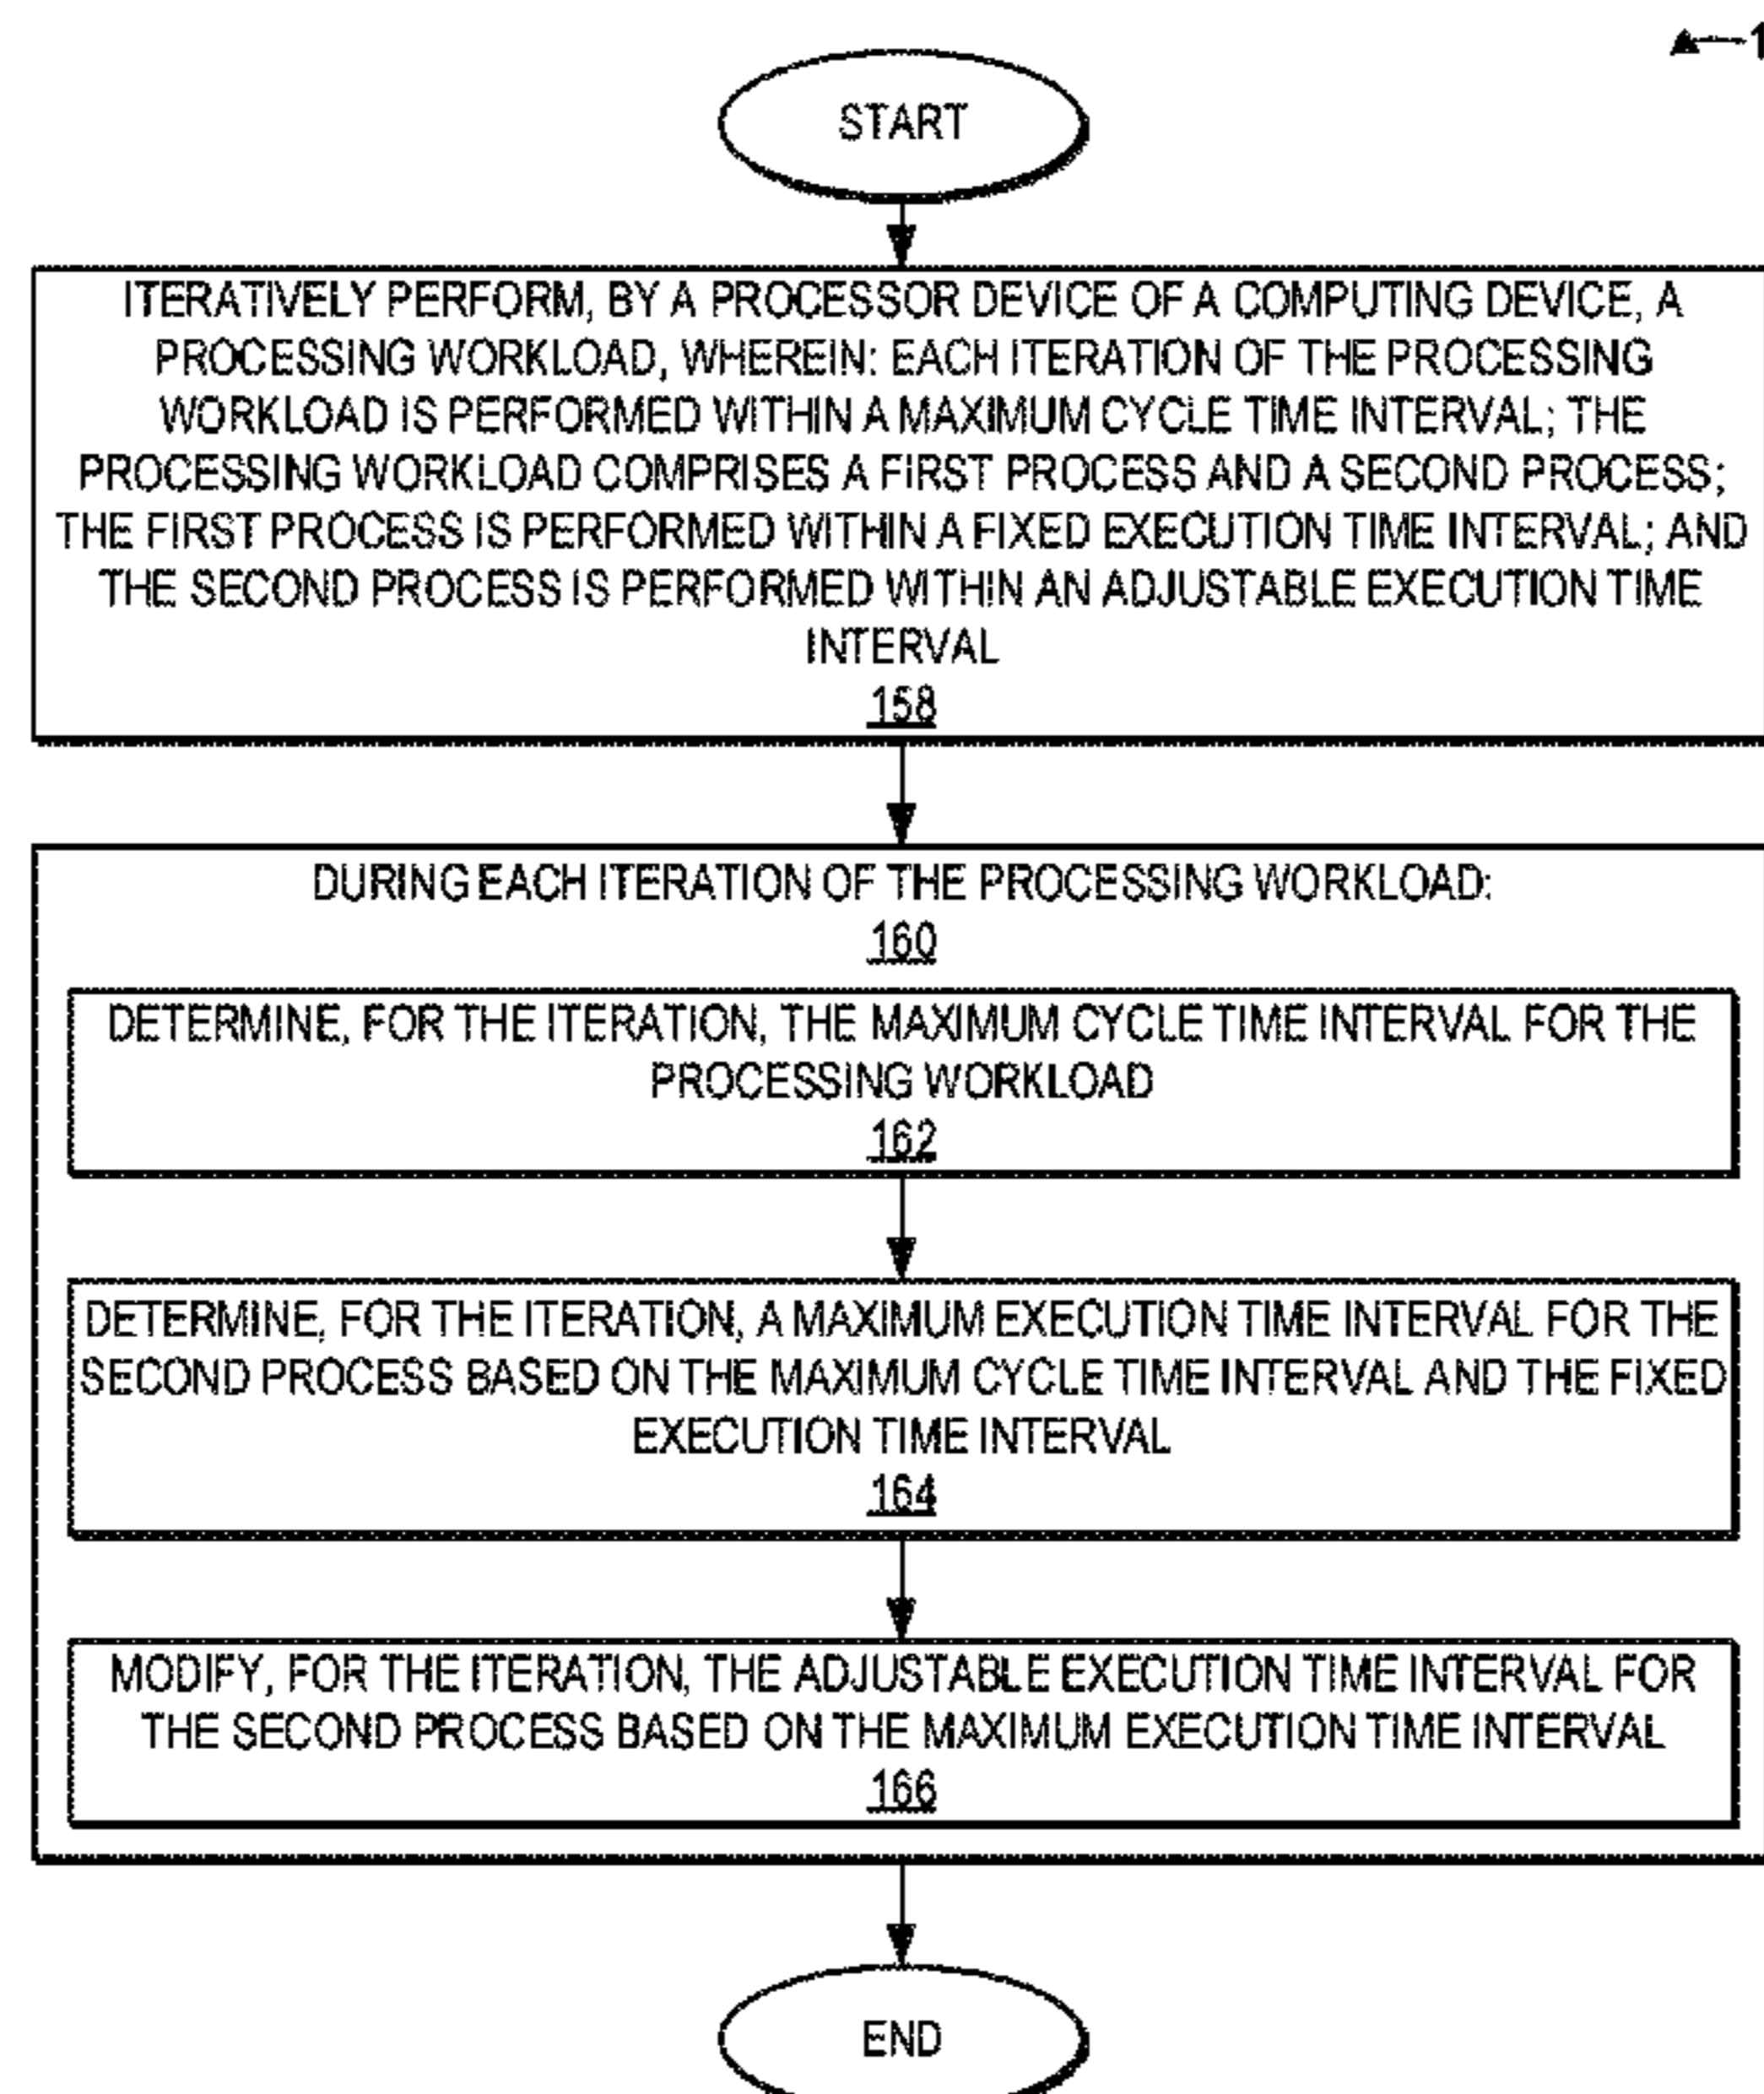 START
ITERATIVELY PERFORM, BY A PROCESSOR DEVICE OF A COMPUTING DEVICE, A
PROCESSING WORKLOAD, WHEREIN: EACH ITERATION OF THE PROCESSING
WORKLOAD IS PERFORMED WITHIN A MAXIMUM CYCLE TIME INTERVAL; THE
PROCESSING WORKLOAD COMPRISES A FIRST PROCESS AND A SECOND PROCESS;
THE FIRST PROCESS IS PERFORMED WITHIN A FIXED EXECUTION TIME INTERVAL; AND
THE SECOND PROCESS IS PERFORMED WITHIN AN ADJUSTABLE EXECUTION TIME
INTERVAL
158
DURING EACH ITERATION OF THE PROCESSING WORKLOAD:
160
DETERMINE, FOR THE ITERATION, THE MAXIMUM CYCLE TIME INTERVAL FOR THE
PROCESSING WORKLOAD
162
DETERMINE, FOR THE ITERATION, A MAXIMUM EXECUTION TIME INTERVAL FOR THE
SECOND PROCESS BASED ON THE MAXIMUM CYCLE TIME INTERVAL AND THE FIXED
EXECUTION TIME INTERVAL
164
MODIFY, FOR THE ITERATION, THE ADJUSTABLE EXECUTION TIME INTERVAL FOR
THE SECOND PROCESS BASED ON THE MAXIMUM EXECUTION TIME INTERVAL
166
END